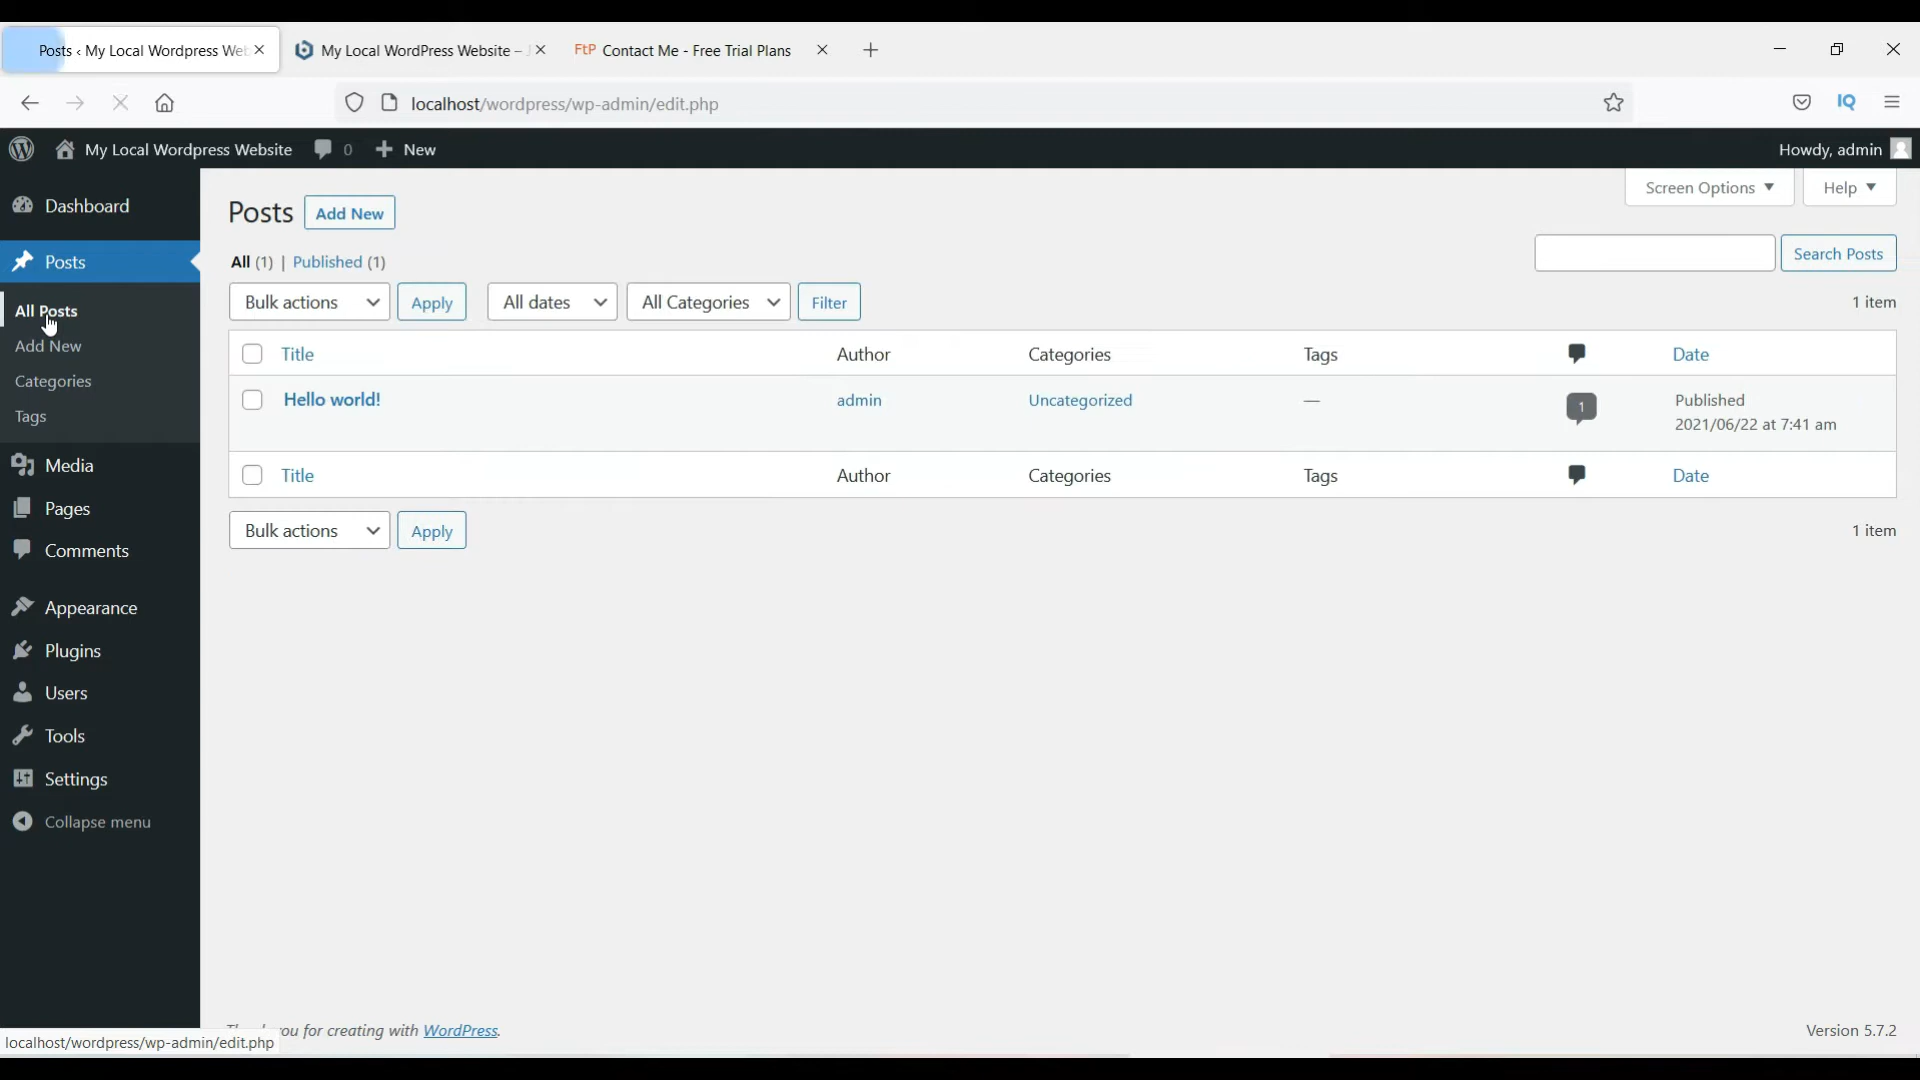 Posts ‹ My Local Wordpress We
My Local WordPress Website –
FtP Contact Me - Free Trial Plans
localhost/wordpress/wp-admin/edit.php
IQ
My Local Wordpress Website 0 + New
Howdy, admin
Dashboard
Posts
All Posts
Add New
Categories
Tags
Media
Pages
Comments
Appearance
Plugins
Users
Tools
Settings
Collapse menu
Screen Options
Help
Posts Add New
All (1) | Published (1)
Search Posts
Bulk actions Apply All dates All Categories Filter 1 item
Title Author Categories Tags Date
Hello world! admin Uncategorized — 1 Published
2021/06/22 at 7:41 am
Title Author Categories Tags Date
Bulk actions Apply 1 item
you for creating with WordPress.
Version 5.7.2
localhost/wordpress/wp-admin/edit.php